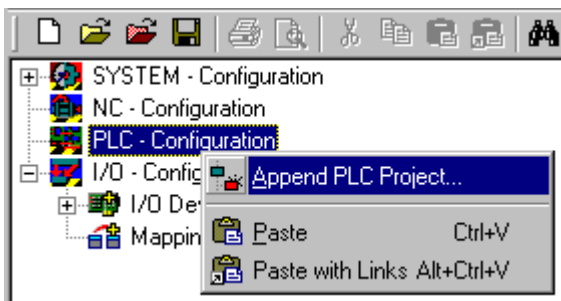 SYSTEM - Configuration
NC - Configuration
PLC - Configuration
I/O - Config
Append PLC Project...
I/O De
Paste Ctrl+V
Mappin
Paste with Links Alt+Ctrl+V